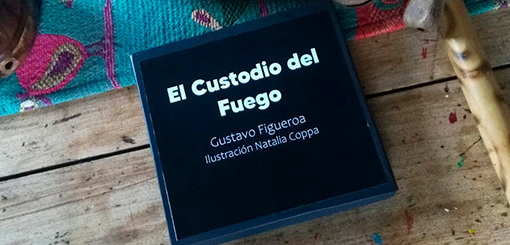 El Custodio del
Fuego
Gustavo Figueroa
Ilustración Natalia Coppa